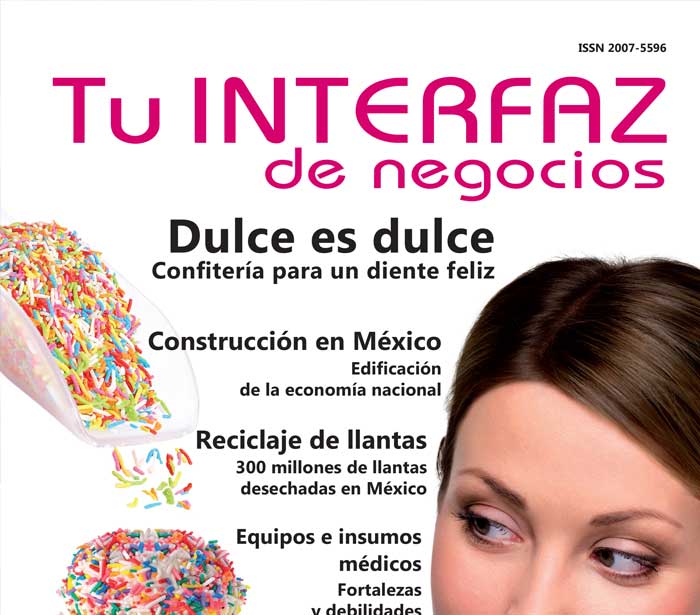 ISSN 2007-5596
Tu INTERFAZ
de negocios
Dulce es dulce
Confitería para un diente feliz
Construcción en México
Edificación
de la economía nacional
Reciclaje de llantas
300 millones de llantas
desechadas en México
Equipos e insumos
médicos
Fortalezas
y debilidades